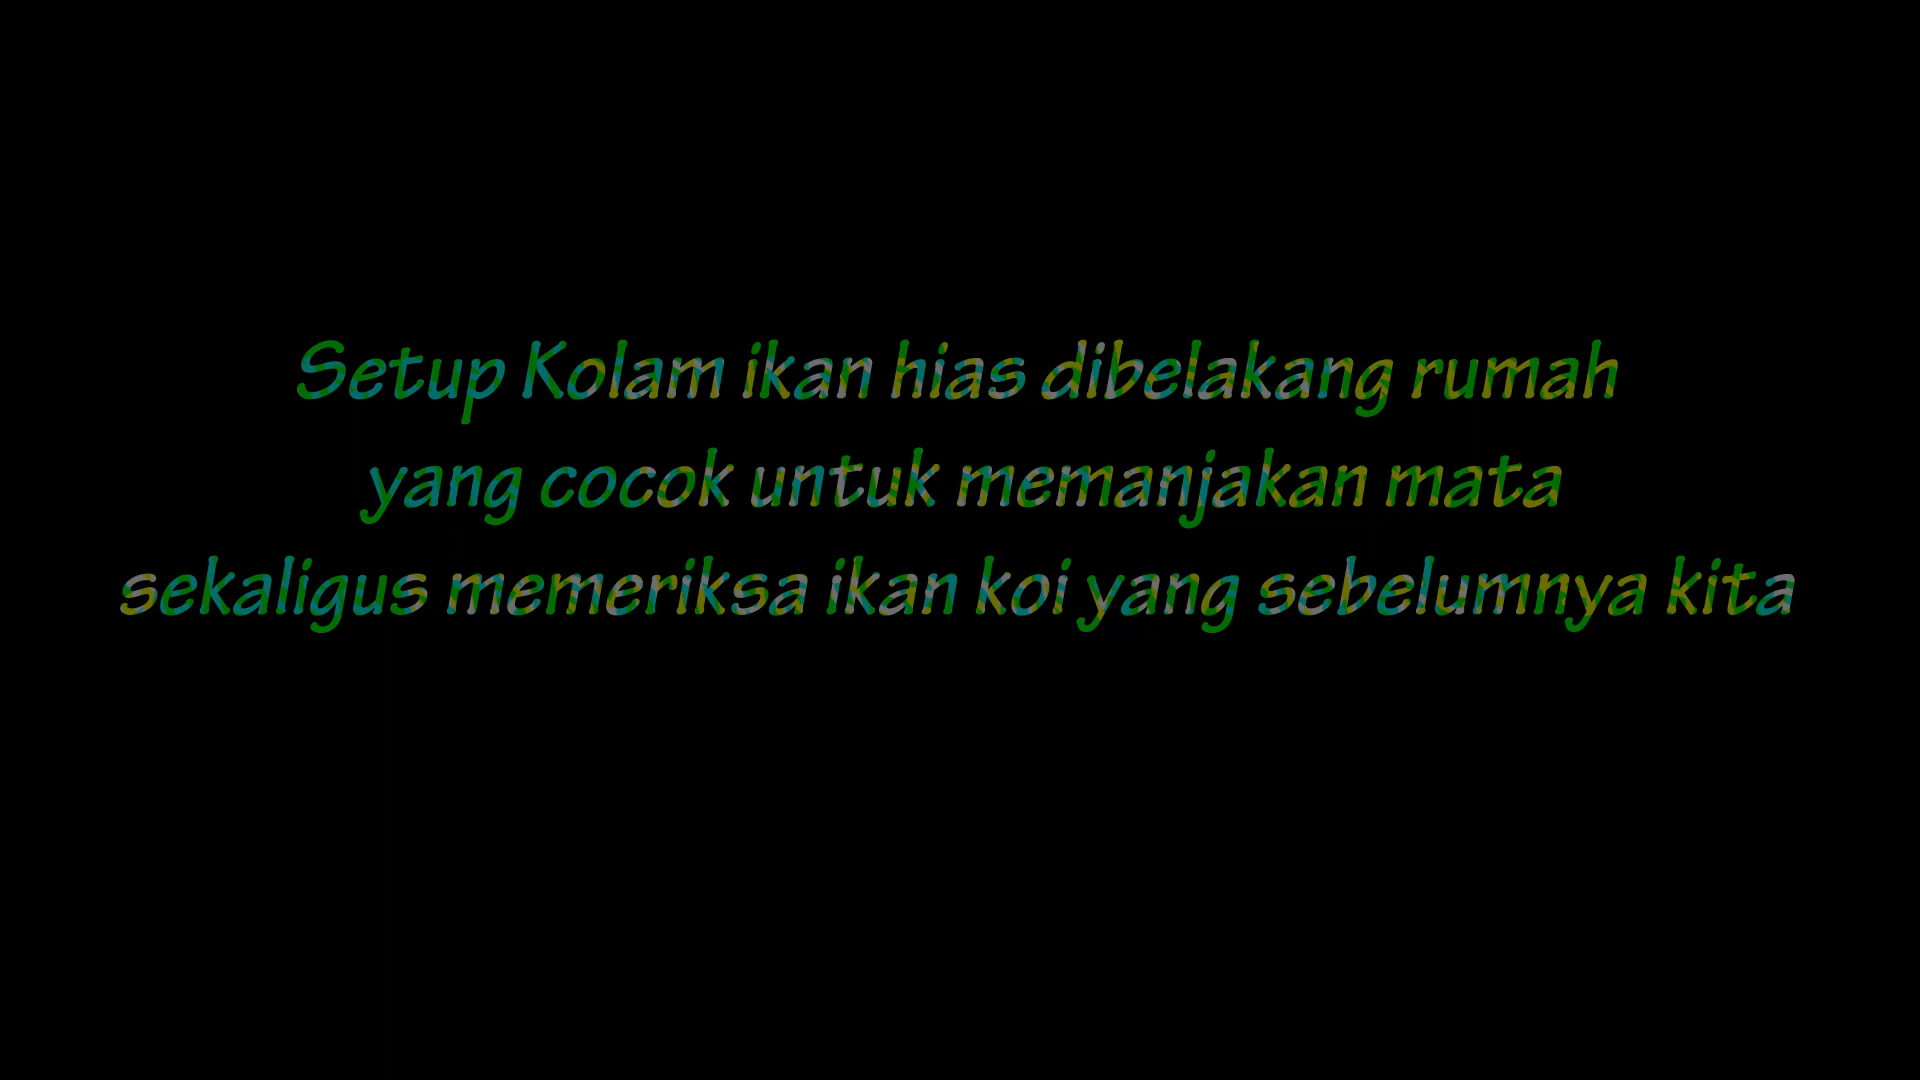 Setup Kolam ikan hias dibelakang rumah
yang cocok untuk memanjakan mata
sekaligus memeriksa ikan koi yang sebelumnya kita